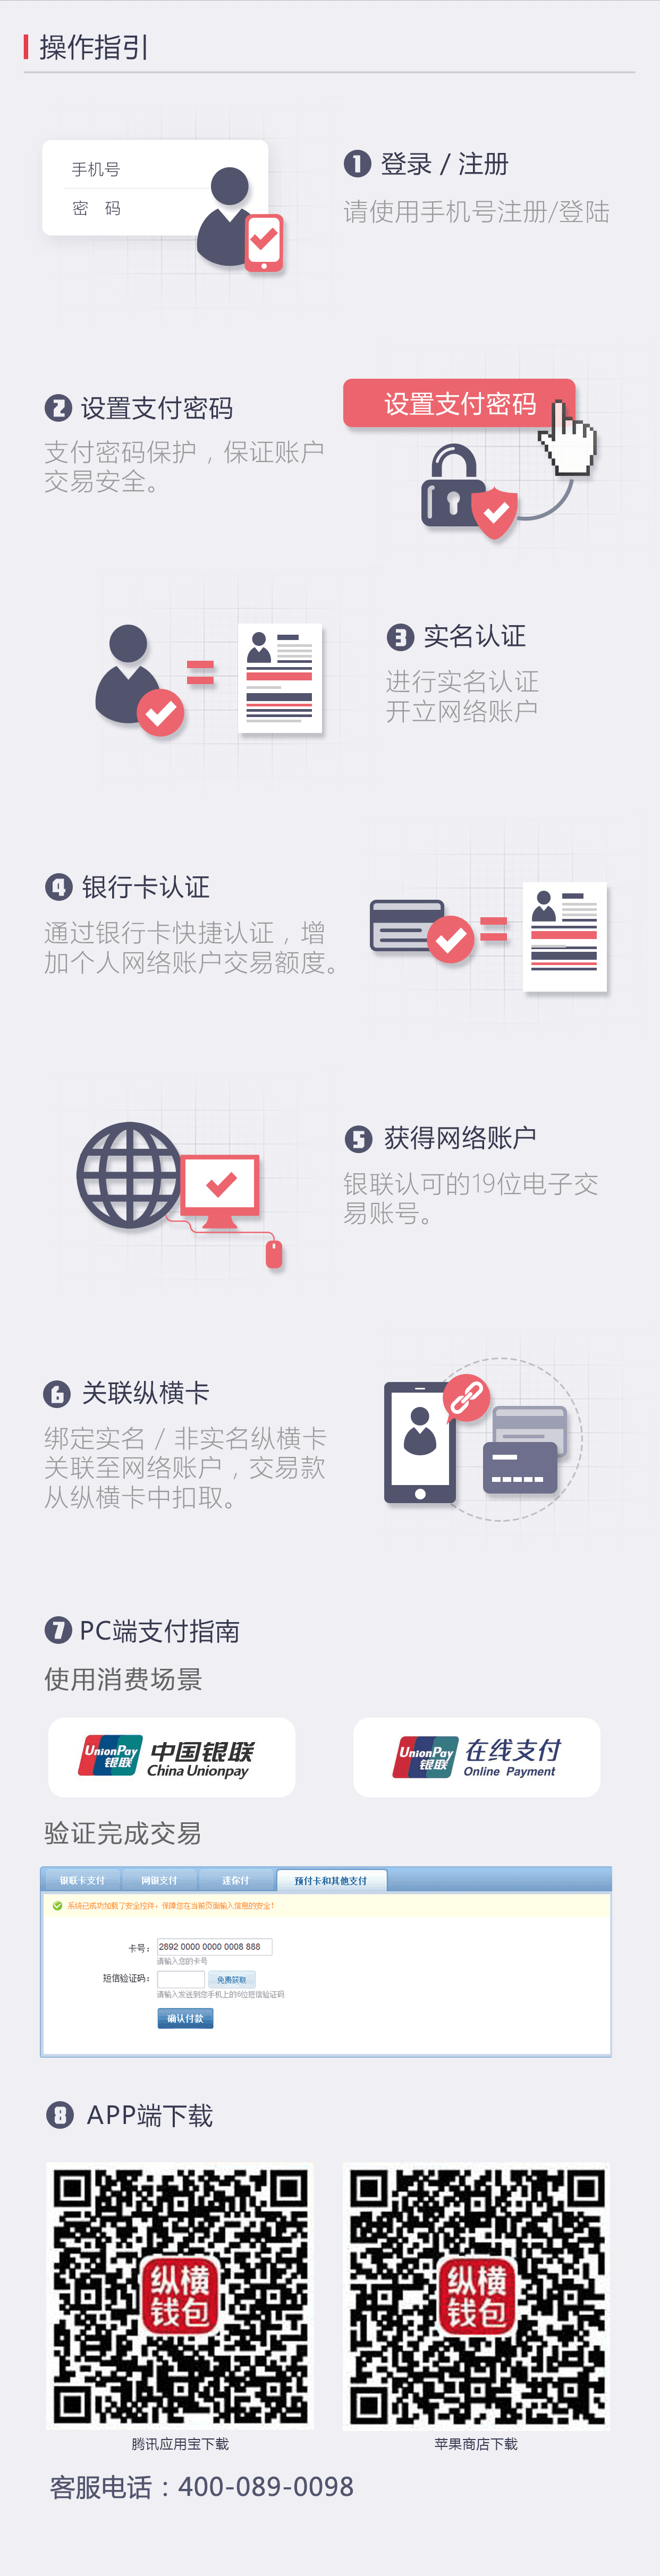 操作指引
手机号
密 码
1 登录 / 注册
请使用手机号注册/登陆
2 设置支付密码
支付密码保护，保证账户
交易安全。
设置支付密码
3 实名认证
进行实名认证
开立网络账户
4 银行卡认证
通过银行卡快捷认证，增
加个人网络账户交易额度。
5 获得网络账户
银联认可的19位电子交
易账号。
6 关联纵横卡
绑定实名 / 非实名纵横卡
关联至网络账户，交易款
从纵横卡中扣取。
7 PC端支付指南
使用消费场景
UnionPay
银联
中国银联
China Unionpay
UnionPay
银联
在线支付
Online Payment
验证完成交易
银联卡支付 网银支付 迷你付 预付卡和其他支付
系统已成功加载了安全控件，保障您在当前页面输入信息的安全！
卡号： 2892 0000 0000 0008 888
请输入您的卡号
短信验证码： 免费获取
请输入发送到您手机上的6位短信验证码
确认付款
8 APP端下载
纵横
钱包
纵横
钱包
腾讯应用宝下载
苹果商店下载
客服电话：400-089-0098